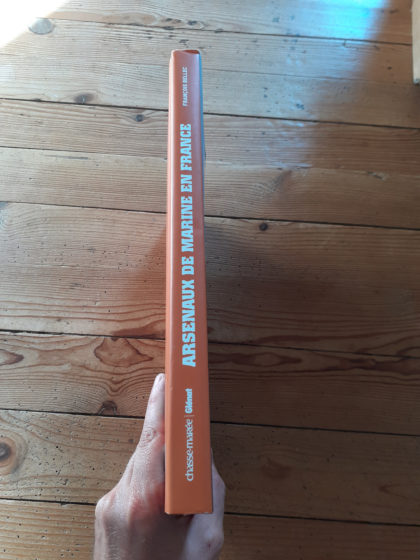 FRANÇOIS BELLEC
ARSENAUX DE MARINE EN FRANCE
chasse-marée | Glénat